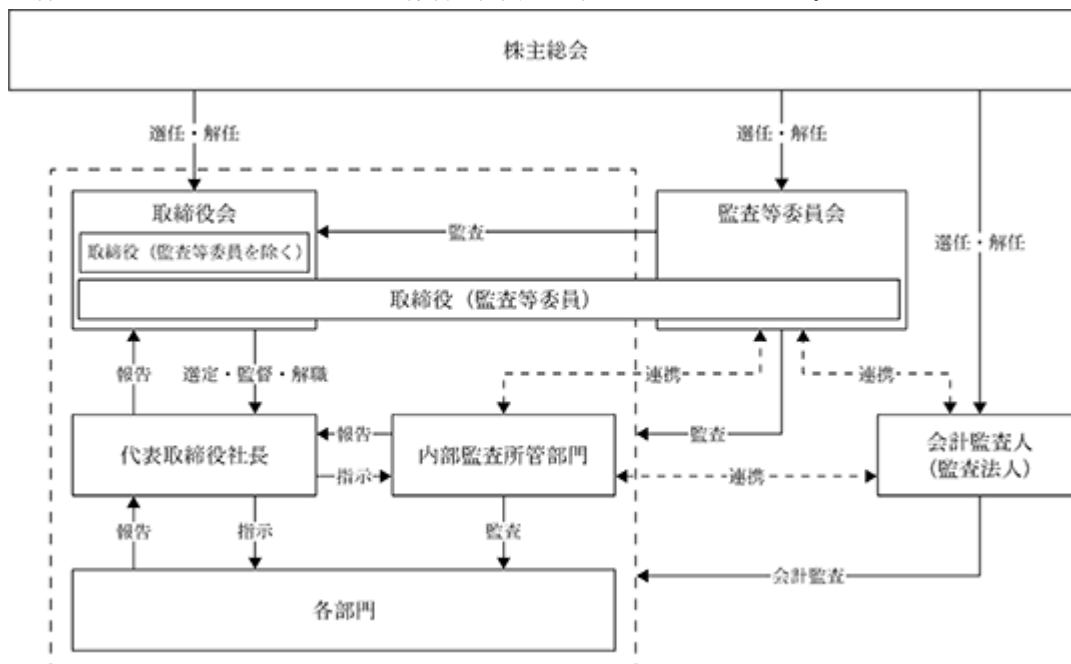 株主総会
選任・解任
選任・解任
選任・解任
取締役会
取締役（監査等委員を除く）
監査等委員会
監査
取締役（監査等委員）
報告
選定・監督・解職
連携
連携
代表取締役社長
報告
指示
内部監査所管部門
監査
連携
会計監査人
（監査法人）
報告
指示
監査
会計監査
各部門